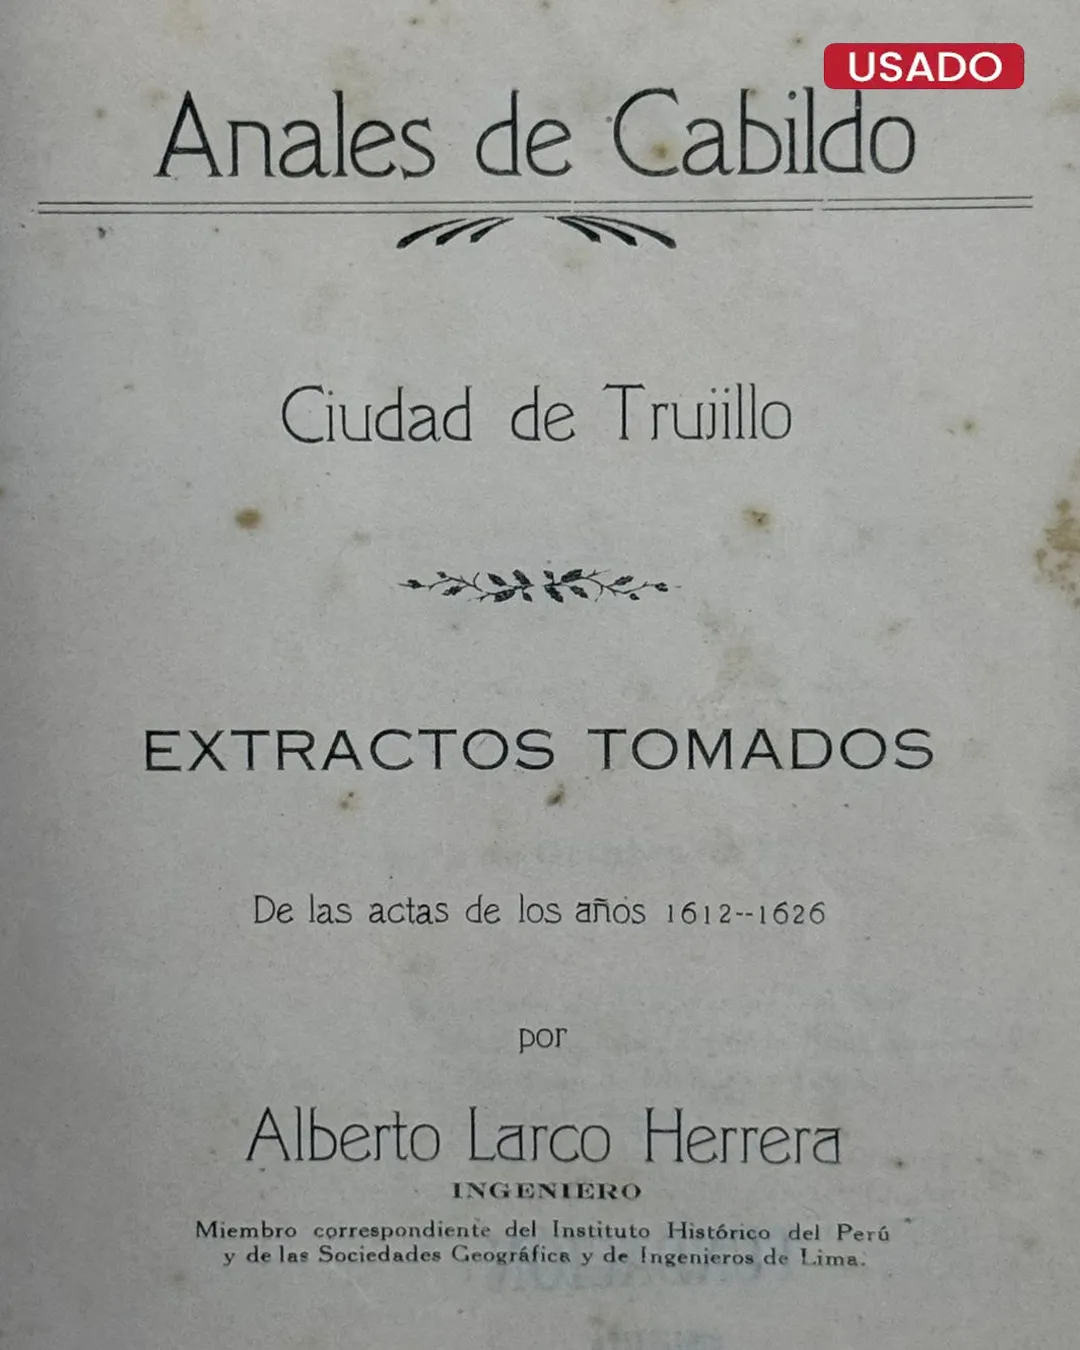 USADO
Anales de Cabildo
Ciudad de Trujillo
EXTRACTOS TOMADOS
De las actas de los años 1612--1626
por
Alberto Larco Herrera
INGENIERO
Miembro correspondiente del Instituto Histórico del Perú
y de las Sociedades Geográfica y de Ingenieros de Lima.